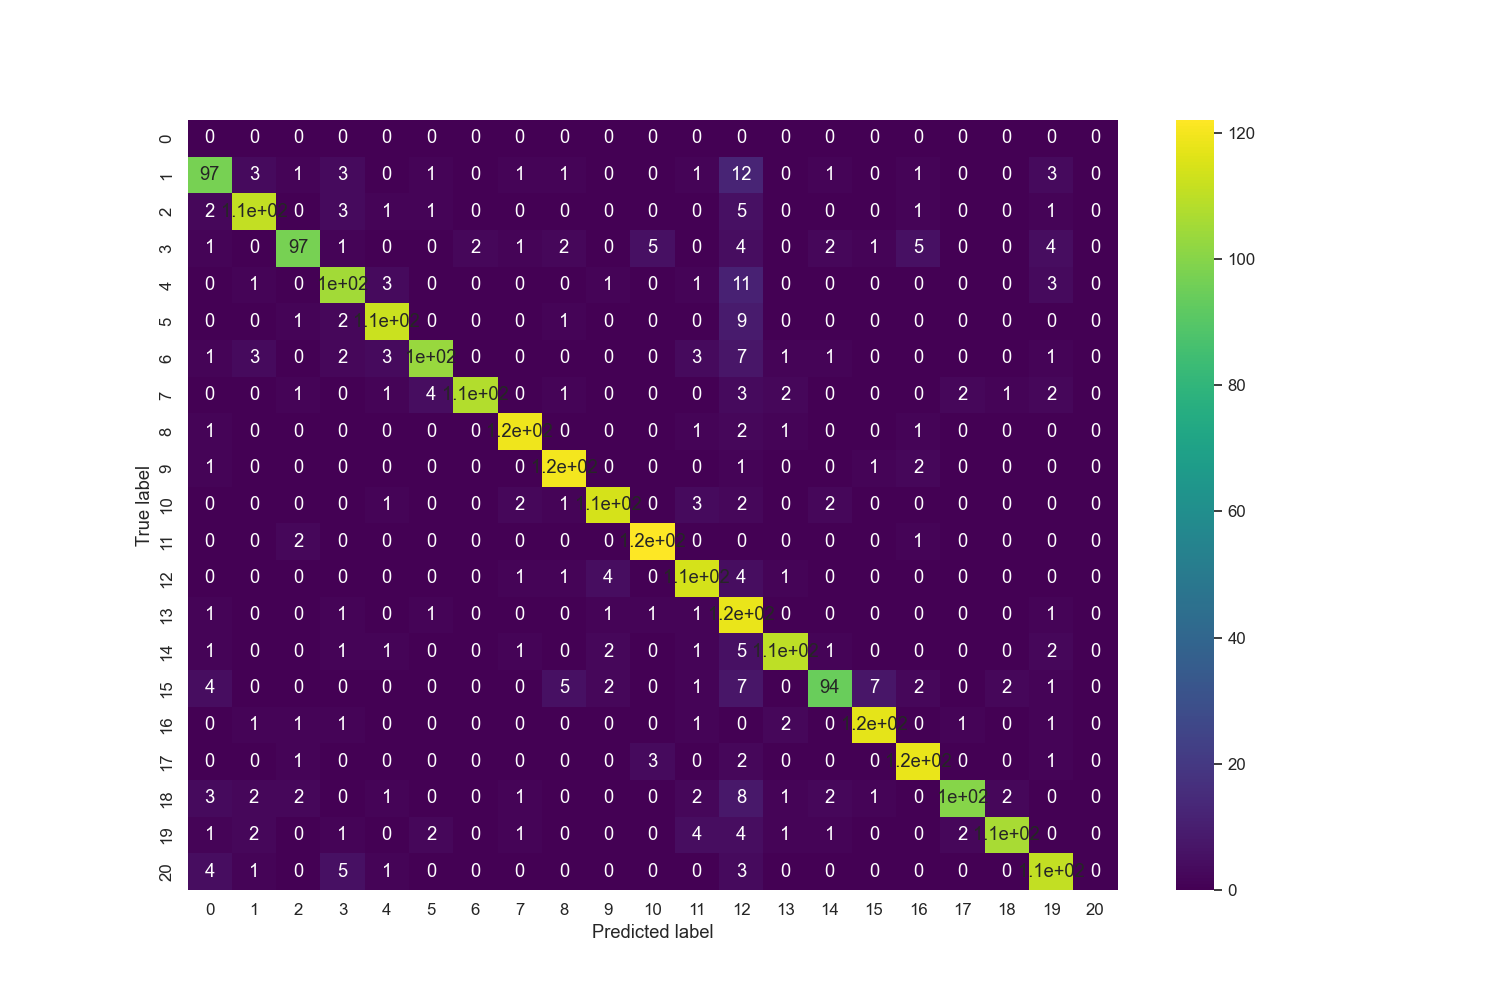 0 0 0 0 0 0 0 0 0 0 0 0 0 0 0 0 0 0 0 0 0 0 120
1 97 3 1 3 0 1 0 1 1 0 0 1 12 0 1 0 1 0 0 3 0
2 2 .1e+02 0 3 1 1 0 0 0 0 0 0 5 0 0 0 1 0 0 1 0
3 1 0 97 1 0 0 2 1 2 0 5 0 4 0 2 1 5 0 0 4 0 100
4 0 1 0 1e+02 3 0 0 0 0 1 0 1 11 0 0 0 0 0 0 3 0
5 0 0 1 2 .1e+02 0 0 0 1 0 0 0 9 0 0 0 0 0 0 0 0
6 1 3 0 2 3 1e+02 0 0 0 0 0 3 7 1 1 0 0 0 0 1 0
7 0 0 1 0 1 4 .1e+02 0 1 0 0 0 3 2 0 0 0 2 1 2 0 80
8 1 0 0 0 0 0 0 .2e+02 0 0 0 1 2 1 0 0 1 0 0 0 0
9 1 0 0 0 0 0 0 0 .2e+02 0 0 0 1 0 0 1 2 0 0 0 0
10 0 0 0 0 1 0 0 2 1 .1e+02 0 3 2 0 2 0 0 0 0 0 0 60
11 0 0 2 0 0 0 0 0 0 0 .2e+02 0 0 0 0 0 1 0 0 0 0
12 0 0 0 0 0 0 0 1 1 4 0 .1e+02 4 1 0 0 0 0 0 0 0
13 1 0 0 1 0 1 0 0 0 1 1 1 .2e+02 0 0 0 0 0 0 1 0
14 1 0 0 1 1 0 0 1 0 2 0 1 5 .1e+02 1 0 0 0 0 2 0 40
15 4 0 0 0 0 0 0 0 5 2 0 1 7 0 94 7 2 0 2 1 0
16 0 1 1 1 0 0 0 0 0 0 0 1 0 2 0 .2e+02 0 1 0 1 0
17 0 0 1 0 0 0 0 0 0 0 3 0 2 0 0 0 .2e+02 0 0 1 0 20
18 3 2 2 0 1 0 0 1 0 0 0 2 8 1 2 1 0 1e+02 2 0 0
19 1 2 0 1 0 2 0 1 0 0 0 4 4 1 1 0 0 2 .1e+02 0 0
20 4 1 0 5 1 0 0 0 0 0 0 0 3 0 0 0 0 0 0 .1e+02 0 0
0 1 2 3 4 5 6 7 8 9 10 11 12 13 14 15 16 17 18 19 20
Predicted label
True label